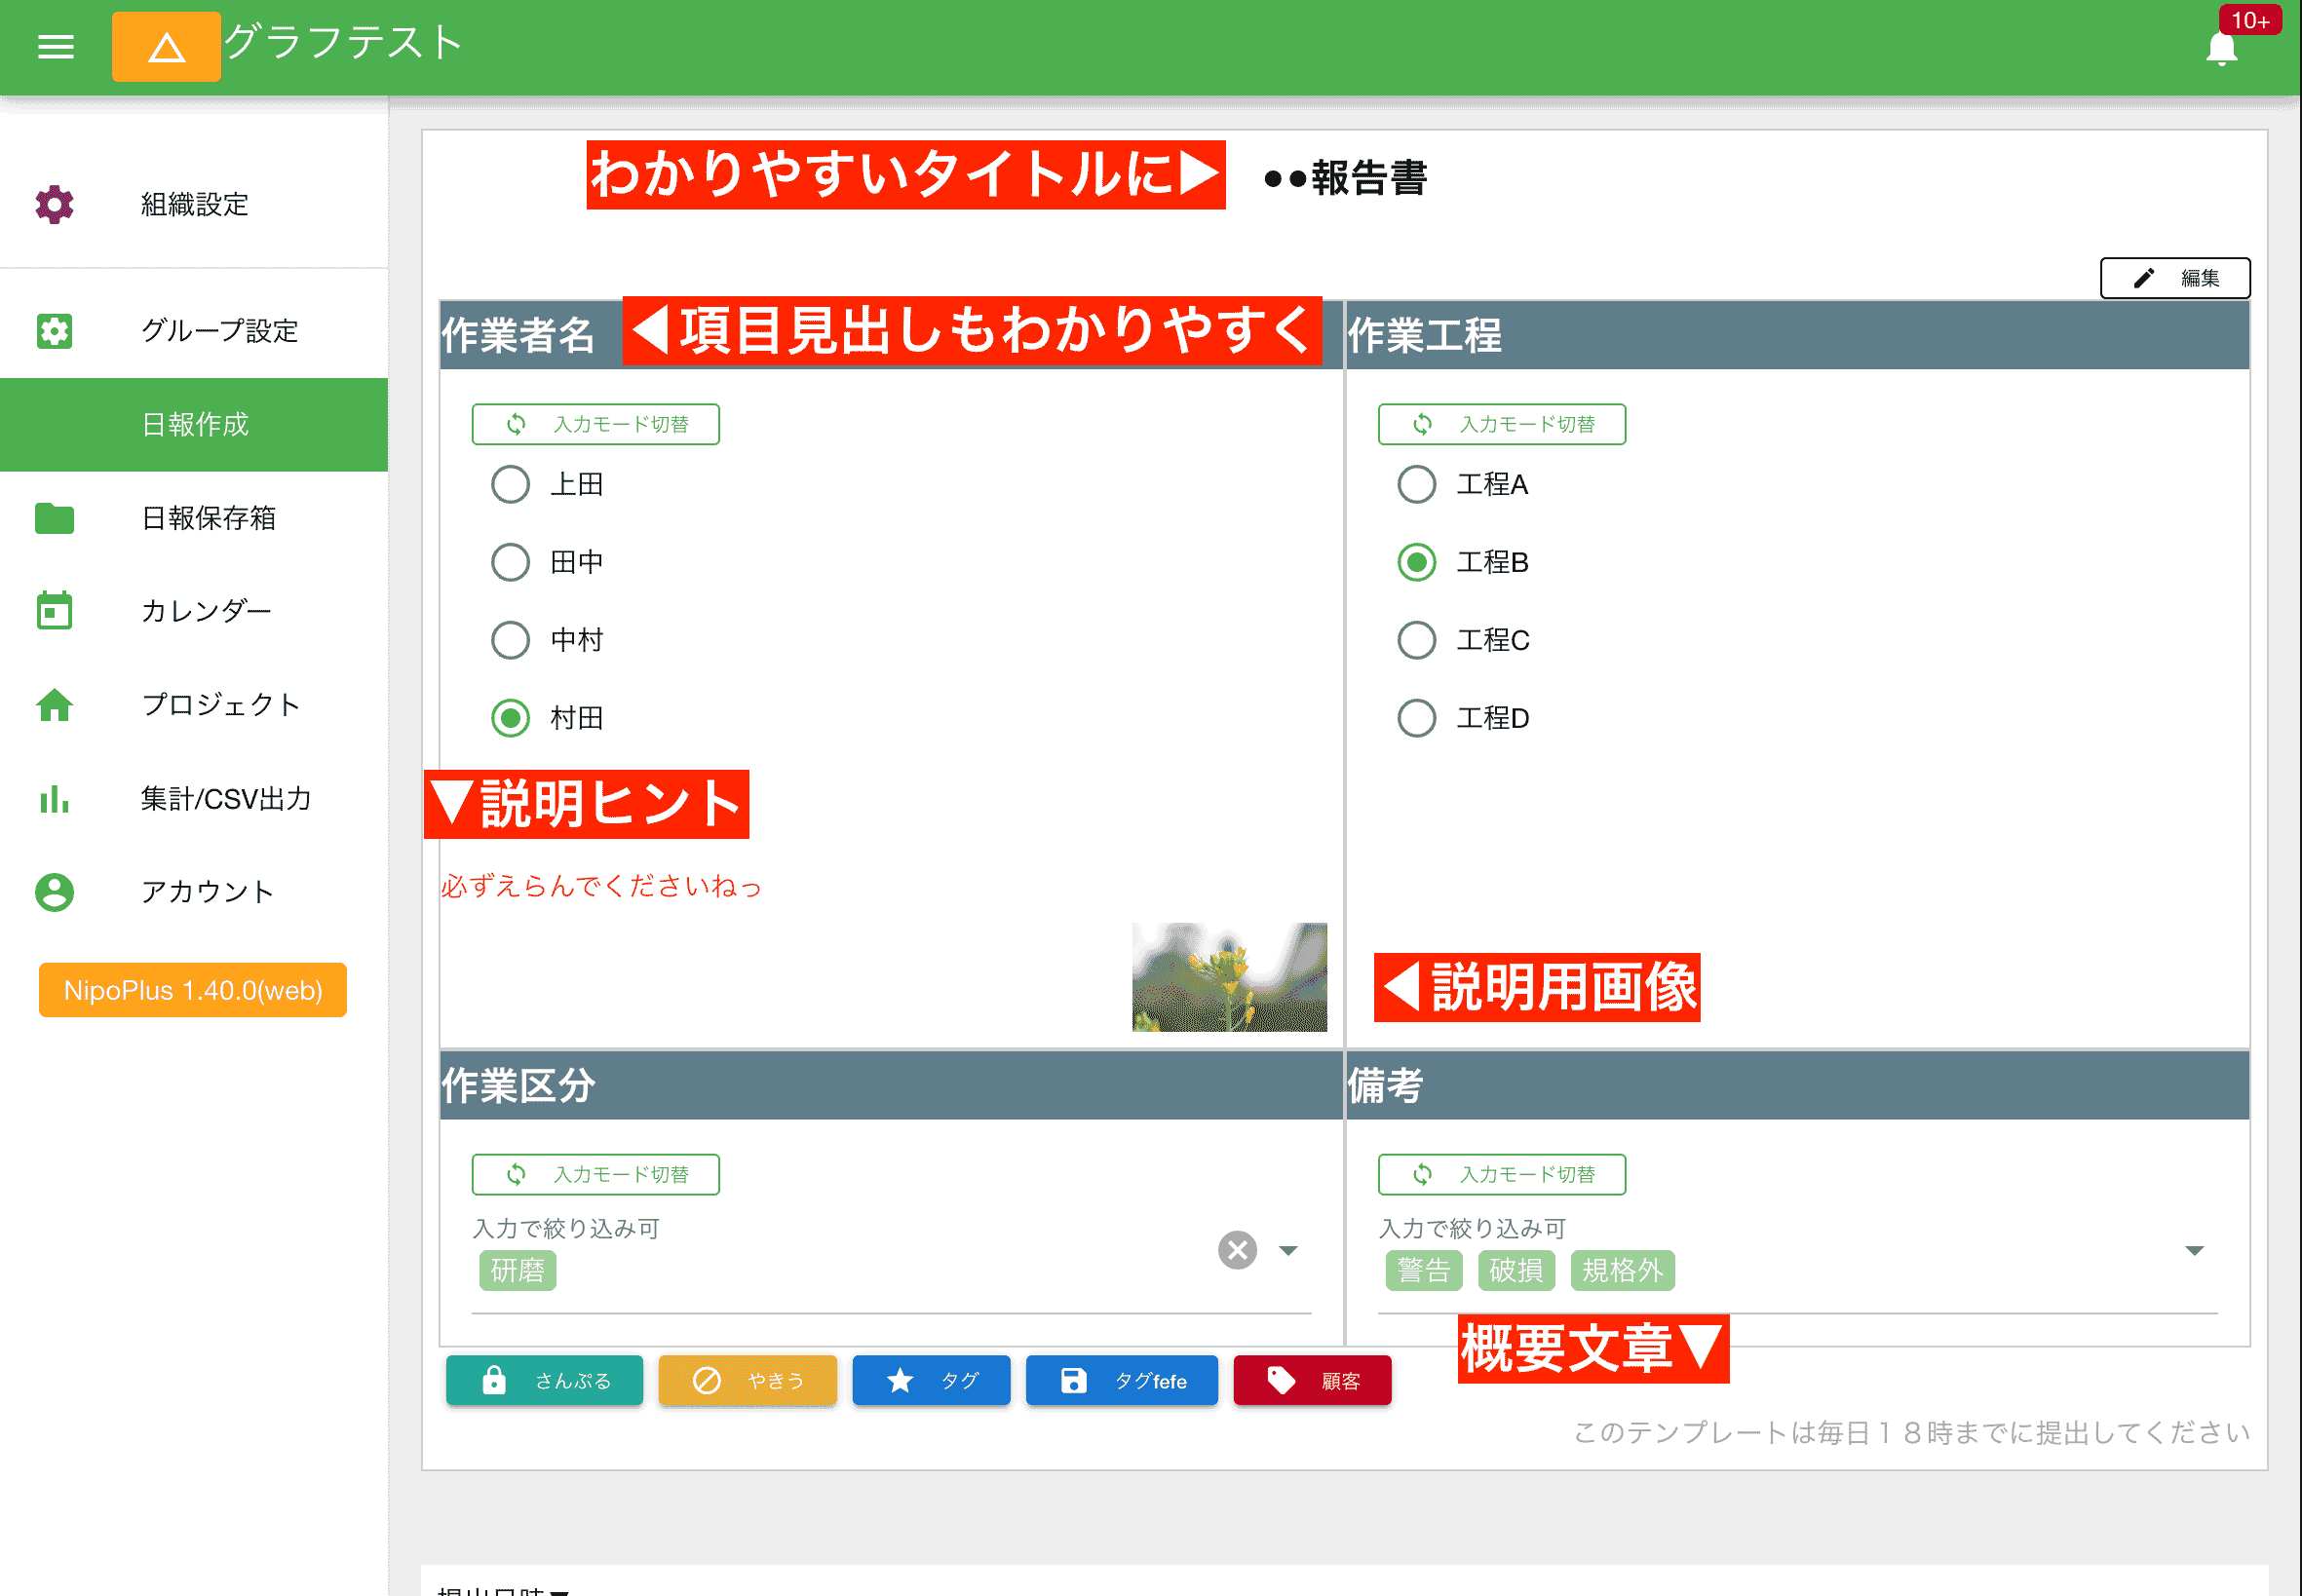 グラフテスト
10+
組織設定
グループ設定
日報作成
日報保存箱
カレンダー
プロジェクト
集計/CSV出力
アカウント
NipoPlus 1.40.0(web)
わかりやすいタイトルに▶ ●●報告書
編集
作業者名 ◀項目見出しもわかりやすく
入力モード切替
上田
田中
中村
村田
▼説明ヒント
必ずえらんでくださいねっ
作業工程
入力モード切替
工程A
工程B
工程C
工程D
◀説明用画像
作業区分
入力モード切替
入力で絞り込み可
研磨
備考
入力モード切替
入力で絞り込み可
警告 破損 規格外
概要文章▼
さんぷる やきう タグ タグfefe 顧客
このテンプレートは毎日１８時までに提出してください
提出日時▼